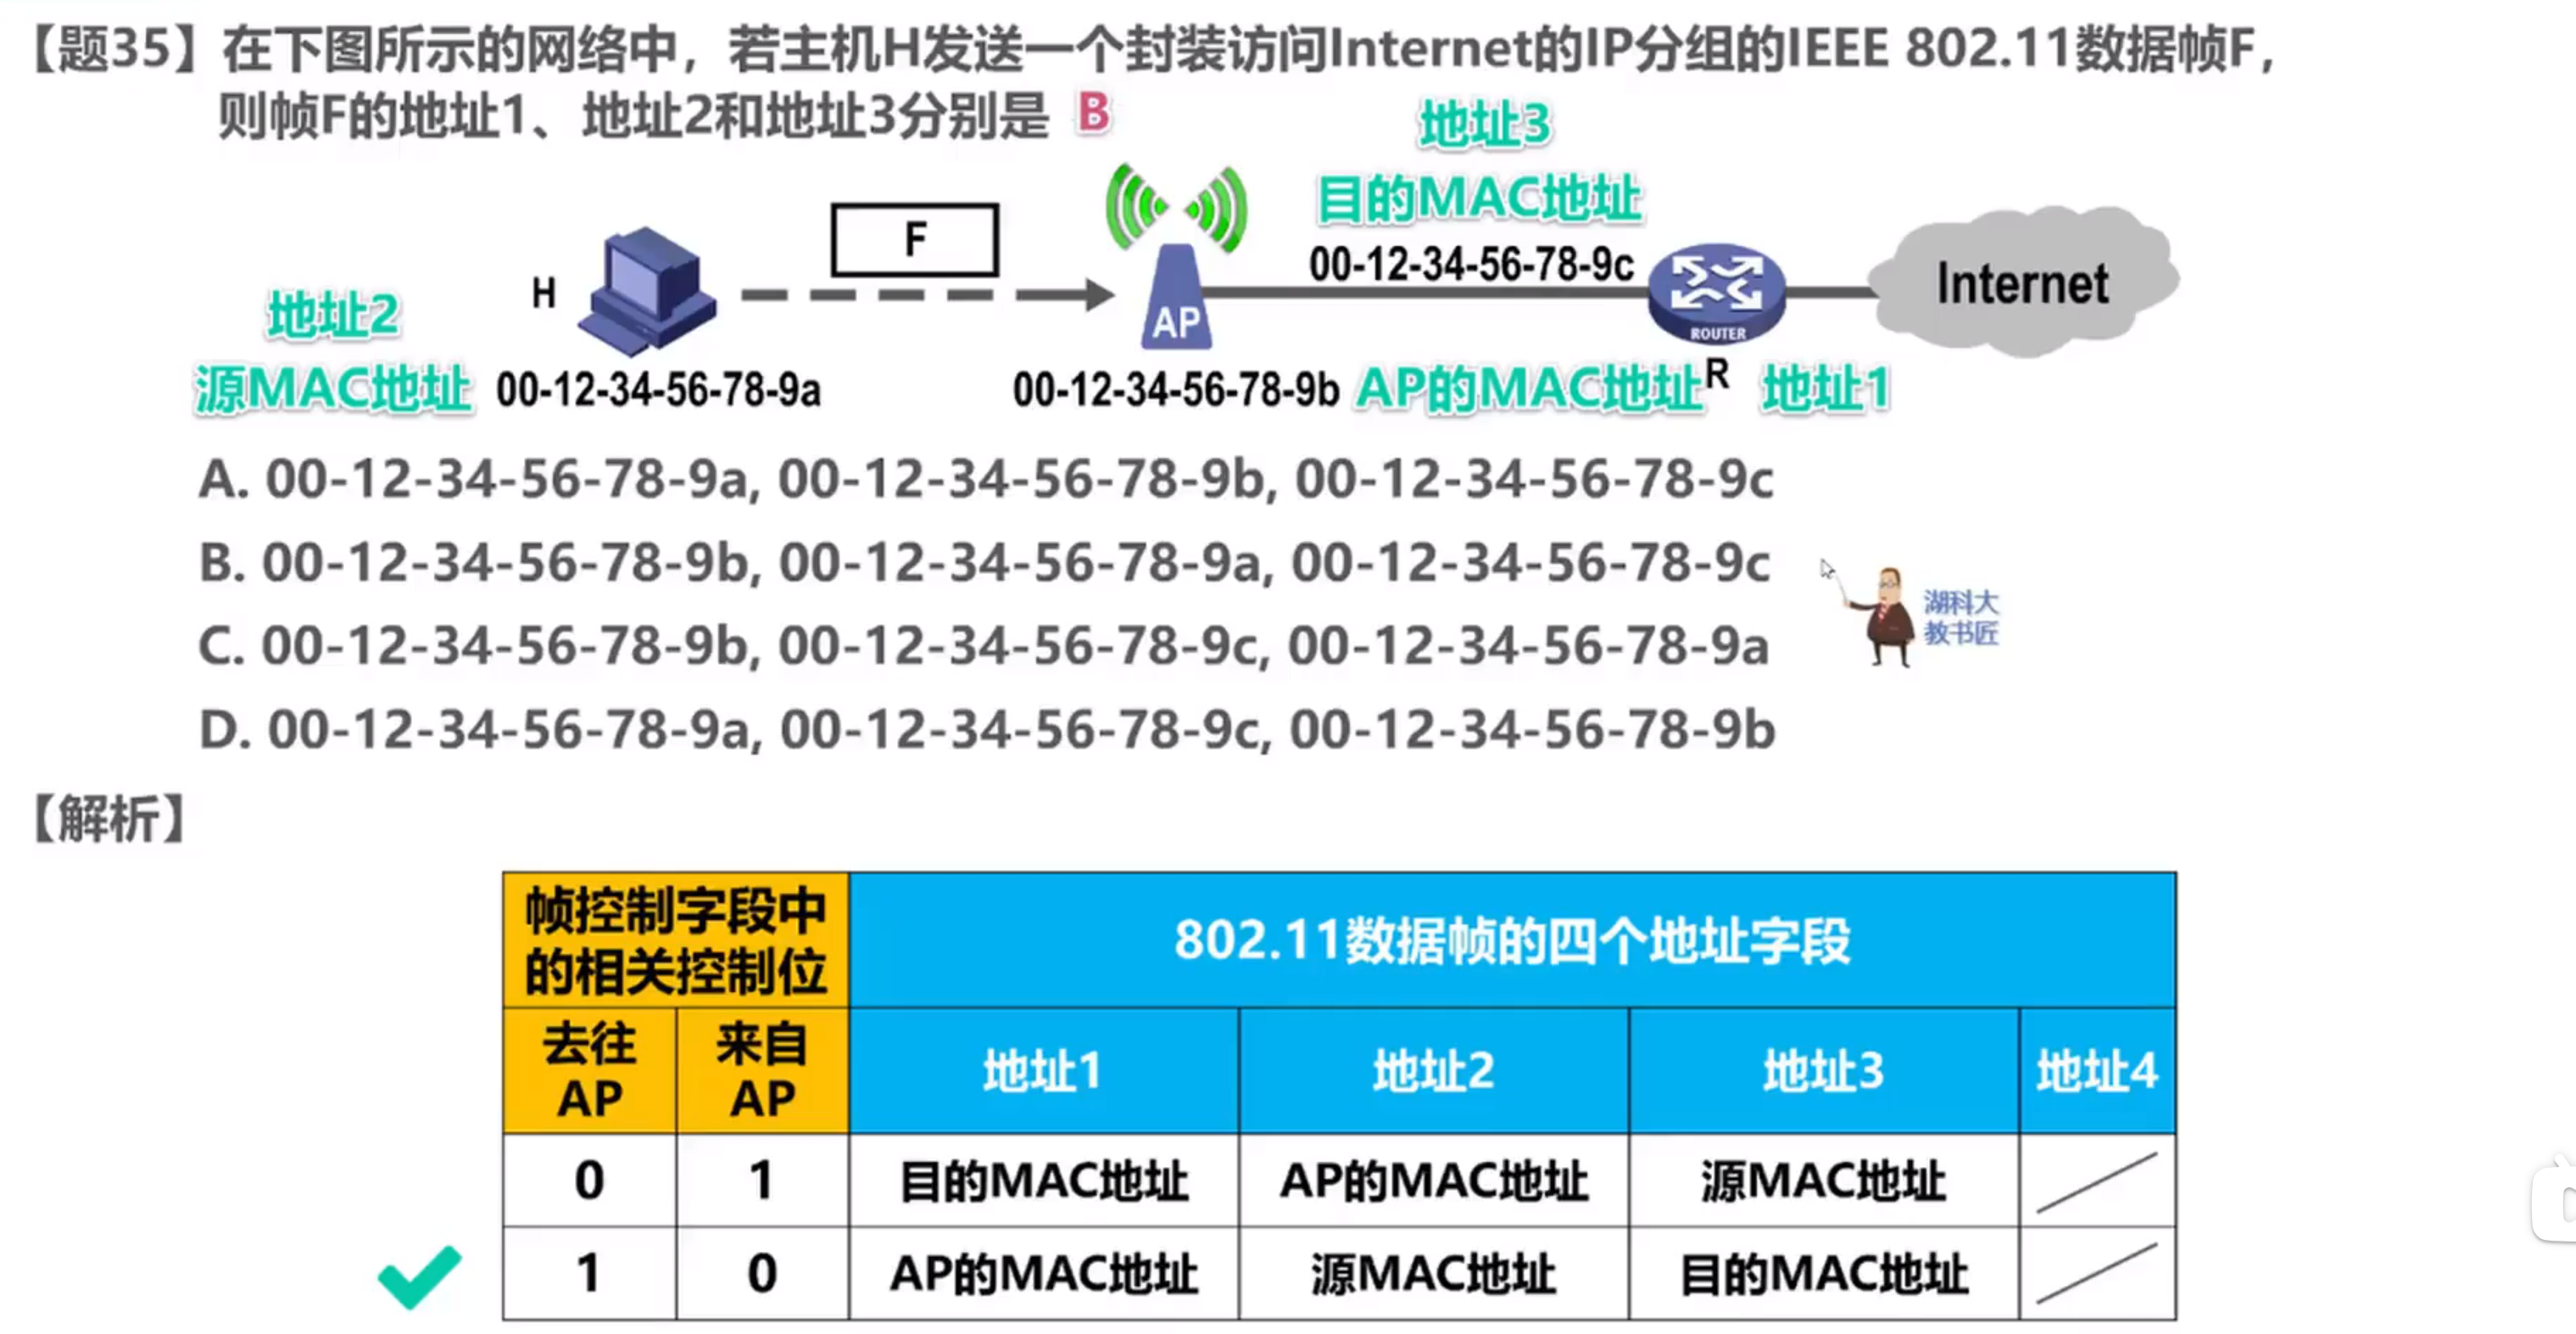 【题35】在下图所示的网络中，若主机H发送一个封装访问Internet的IP分组的IEEE 802.11数据帧F，
则帧F的地址1、地址2和地址3分别是 B
地址3
目的MAC地址
F
00-12-34-56-78-9c
H
Internet
地址2
AP
ROUTER
源MAC地址 00-12-34-56-78-9a
00-12-34-56-78-9b AP的MAC地址 R 地址1
A. 00-12-34-56-78-9a, 00-12-34-56-78-9b, 00-12-34-56-78-9c
B. 00-12-34-56-78-9b, 00-12-34-56-78-9a, 00-12-34-56-78-9c
C. 00-12-34-56-78-9b, 00-12-34-56-78-9c, 00-12-34-56-78-9a
D. 00-12-34-56-78-9a, 00-12-34-56-78-9c, 00-12-34-56-78-9b
湖科大
教书匠
【解析】
帧控制字段中
的相关控制位
802.11数据帧的四个地址字段
去往
AP
来自
AP
地址1
地址2
地址3
地址4
0 1 目的MAC地址 AP的MAC地址 源MAC地址
1 0 AP的MAC地址 源MAC地址 目的MAC地址